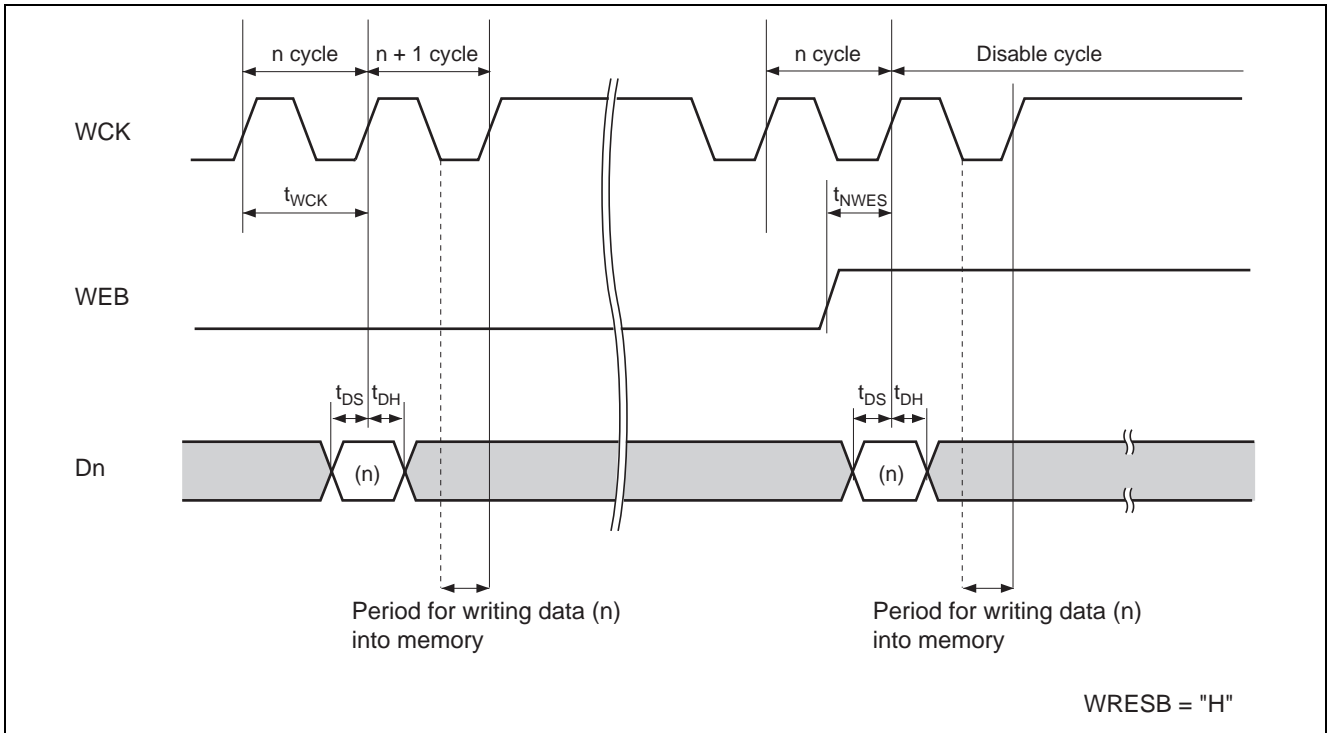 n cycle n + 1 cycle n cycle Disable cycle
WCK
tWCK tNWES
WEB
tDS tDH tDS tDH
Dn (n) (n)
Period for writing data (n) Period for writing data (n)
into memory into memory
WRESB = "H"